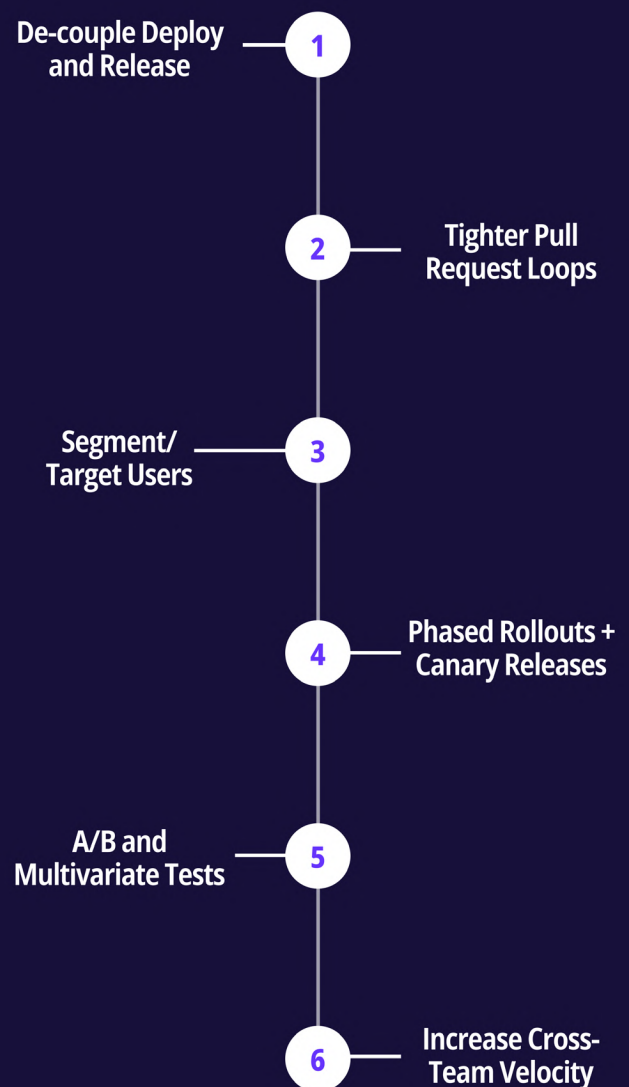 De-couple Deploy
and Release
1
2
Tighter Pull
Request Loops
Segment/
Target Users
3
4
Phased Rollouts +
Canary Releases
A/B and
Multivariate Tests
5
6
Increase Cross-
Team Velocity